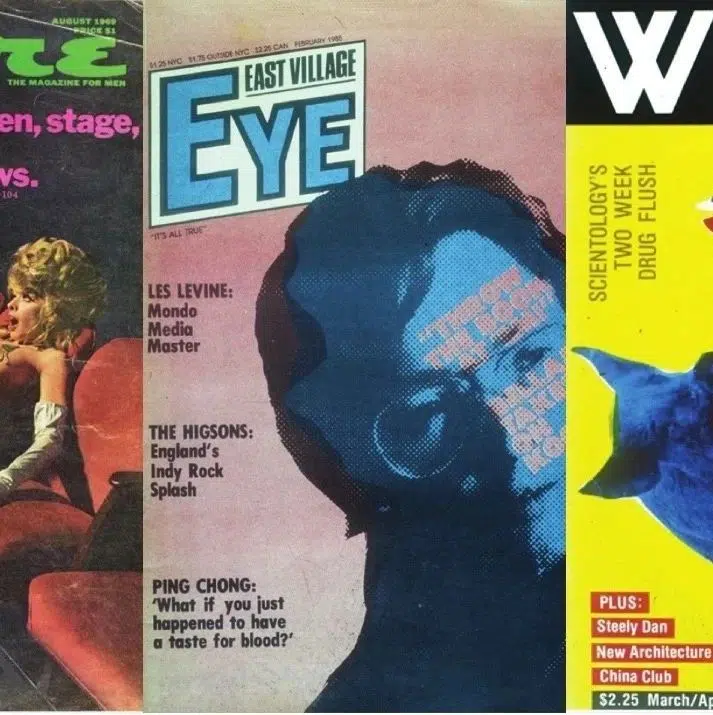 AUGUST 1969
PRICE $1
THE MAGAZINE FOR MEN
en, stage,
ws.
104
$1.25 NYC $1.75 OUTSIDE NYC $2.25 CAN FEBRUARY 1985
EAST VILLAGE
EYE
"IT'S ALL TRUE"
LES LEVINE:
Mondo
Media
Master
THE HIGSONS:
England's
Indy Rock
Splash
PING CHONG:
'What if you just
happened to have
a taste for blood?'
THE BOO
W
SCIENTOLOGY'S
TWO WEEK
DRUG FLUSH
PLUS:
Steely Dan
New Architecture
China Club
$2.25 March/Ap